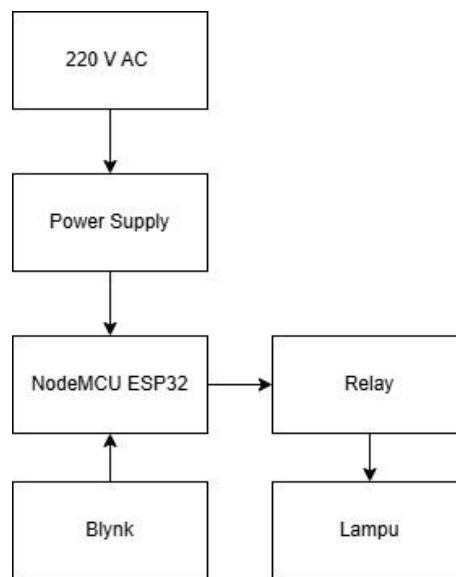 220 V AC
Power Supply
NodeMCU ESP32
Relay
Blynk
Lampu